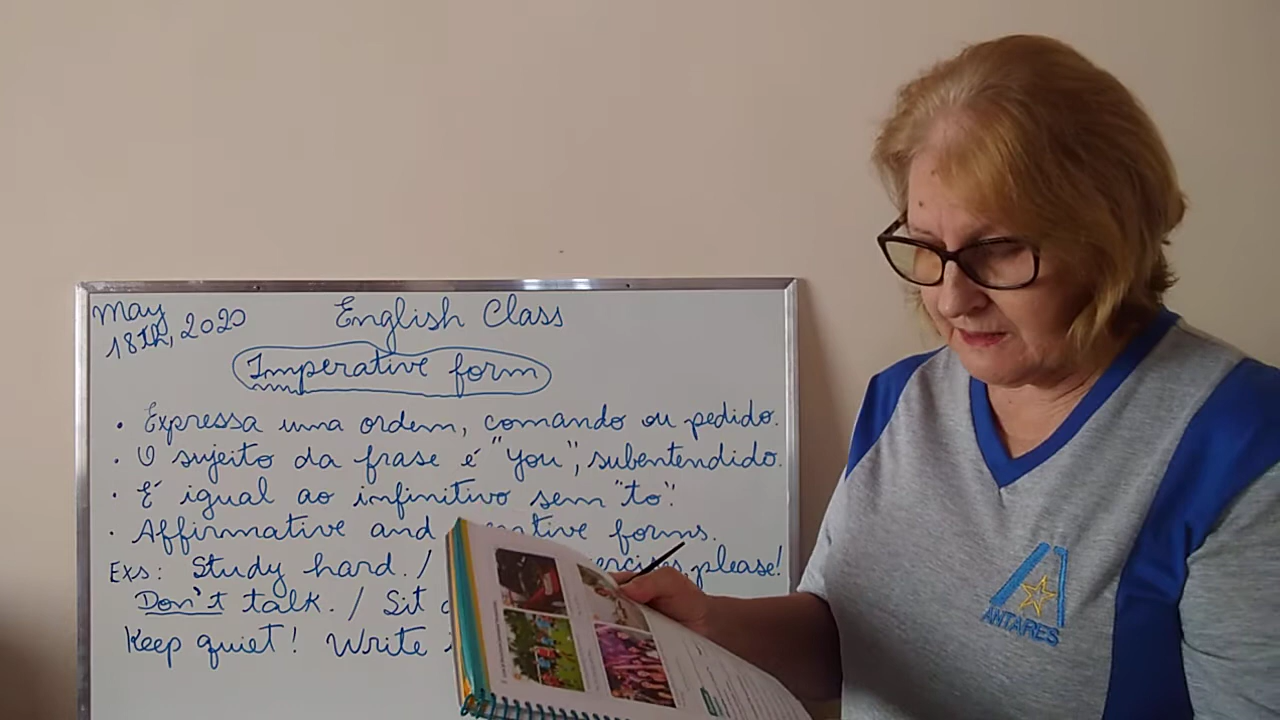 May
18th, 2020
English Class
Imperative form
• Expressa uma ordem, comando ou pedido.
• O sujeito da frase é "you", subentendido.
• É igual ao infinitivo sem "to".
• Affirmative and forms.
Exs: Study hard. / please!
Don't talk. / Sit
Keep quiet! Write
ANTARES